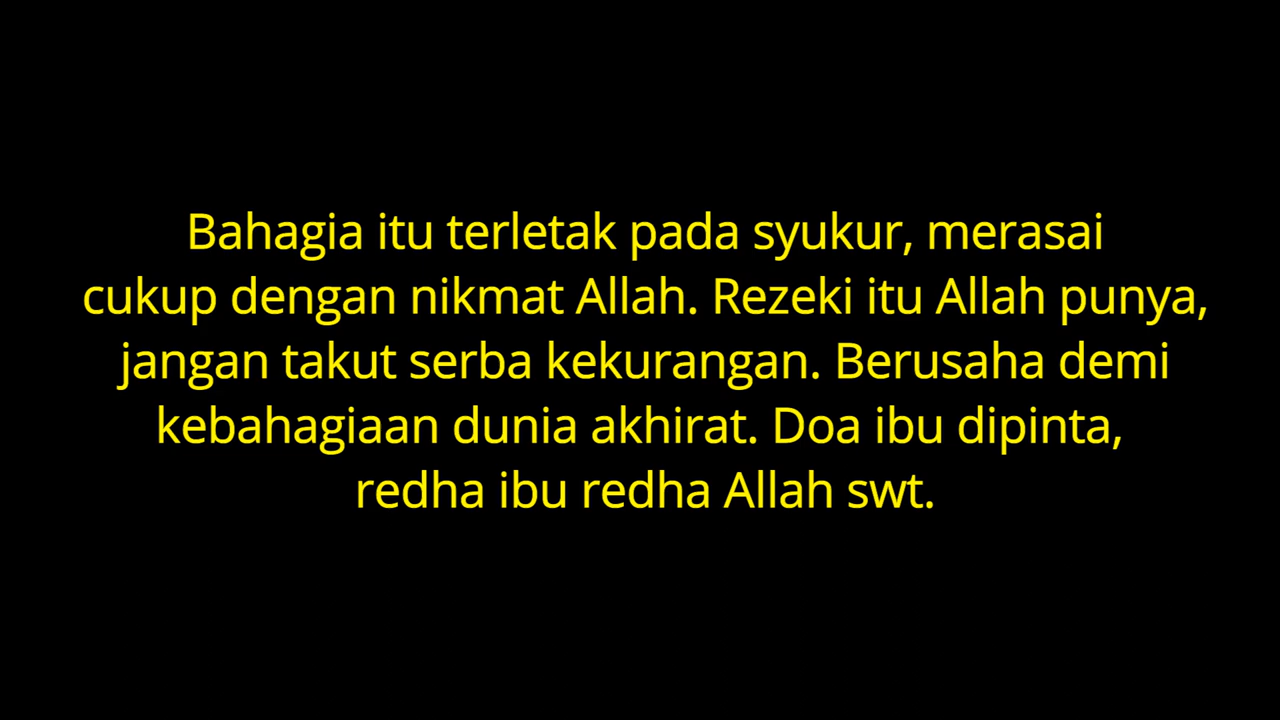 Bahagia itu terletak pada syukur, merasai
cukup dengan nikmat Allah. Rezeki itu Allah punya,
jangan takut serba kekurangan. Berusaha demi
kebahagiaan dunia akhirat. Doa ibu dipinta,
redha ibu redha Allah swt.